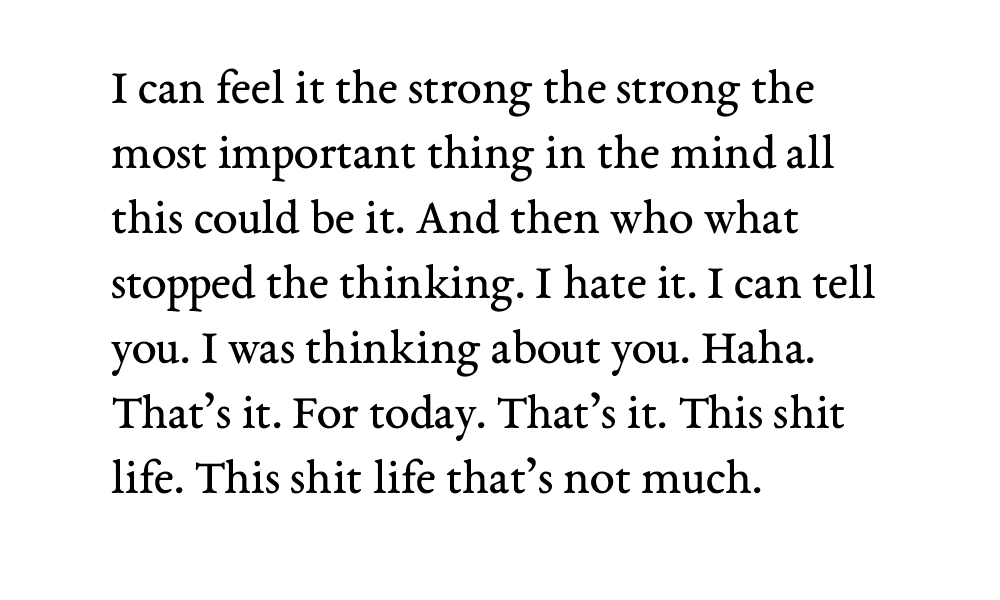 I can feel it the strong the strong the
most important thing in the mind all
this could be it. And then who what
stopped the thinking. I hate it. I can tell
you. I was thinking about you. Haha.
That’s it. For today. That’s it. This shit
life. This shit life that’s not much.